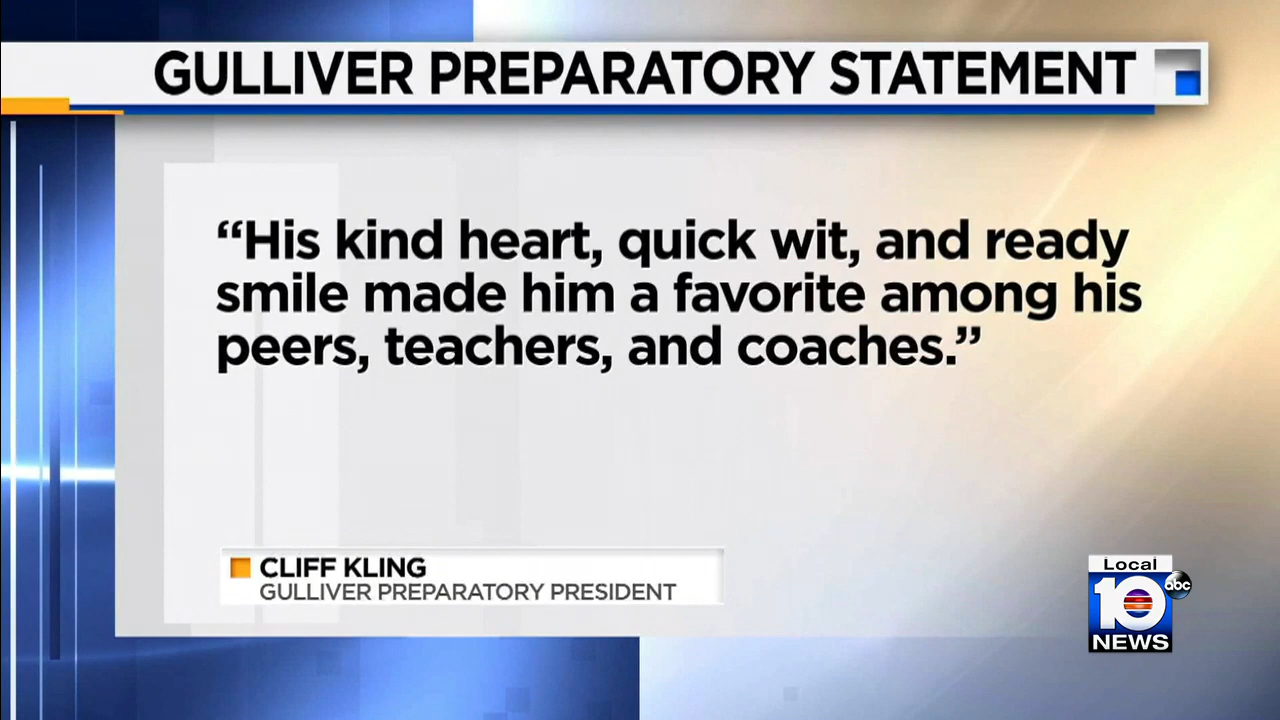 GULLIVER PREPARATORY STATEMENT
“His kind heart, quick wit, and ready
smile made him a favorite among his
peers, teachers, and coaches.”
CLIFF KLING
GULLIVER PREPARATORY PRESIDENT
Local
10 abc
NEWS